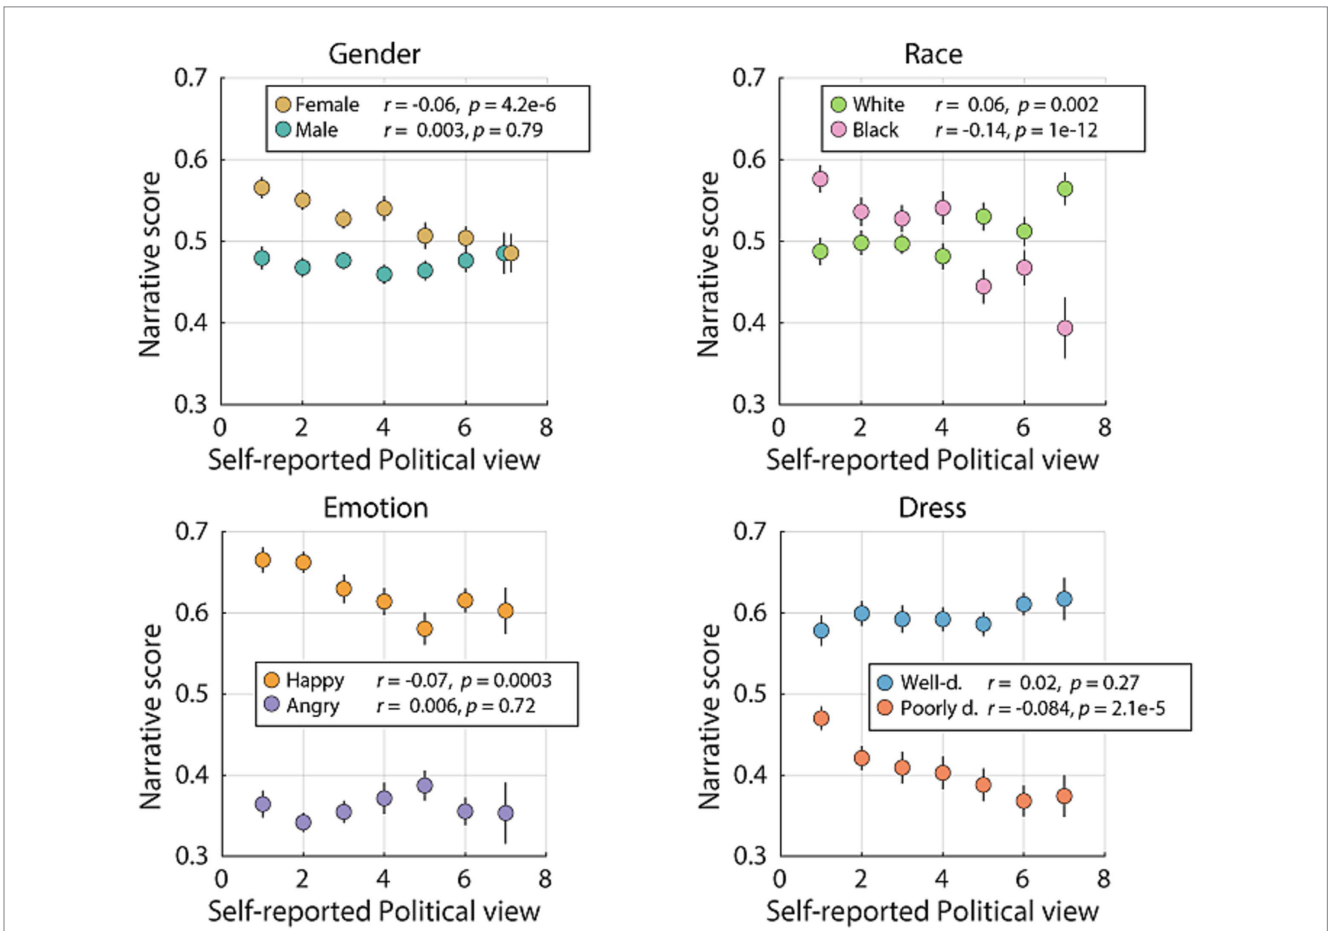 Gender
0.7
0.6
0.5
0.4
0.3
Narrative score
Female r = -0.06, p = 4.2e-6
Male r = 0.003, p = 0.79
0 2 4 6 8
Self-reported Political view
Race
0.7
0.6
0.5
0.4
0.3
Narrative score
White r = 0.06, p = 0.002
Black r = -0.14, p = 1e-12
0 2 4 6 8
Self-reported Political view
Emotion
0.7
0.6
0.5
0.4
0.3
Narrative score
Happy r = -0.07, p = 0.0003
Angry r = 0.006, p = 0.72
0 2 4 6 8
Self-reported Political view
Dress
0.7
0.6
0.5
0.4
0.3
Narrative score
Well-d. r = 0.02, p = 0.27
Poorly d. r = -0.084, p = 2.1e-5
0 2 4 6 8
Self-reported Political view